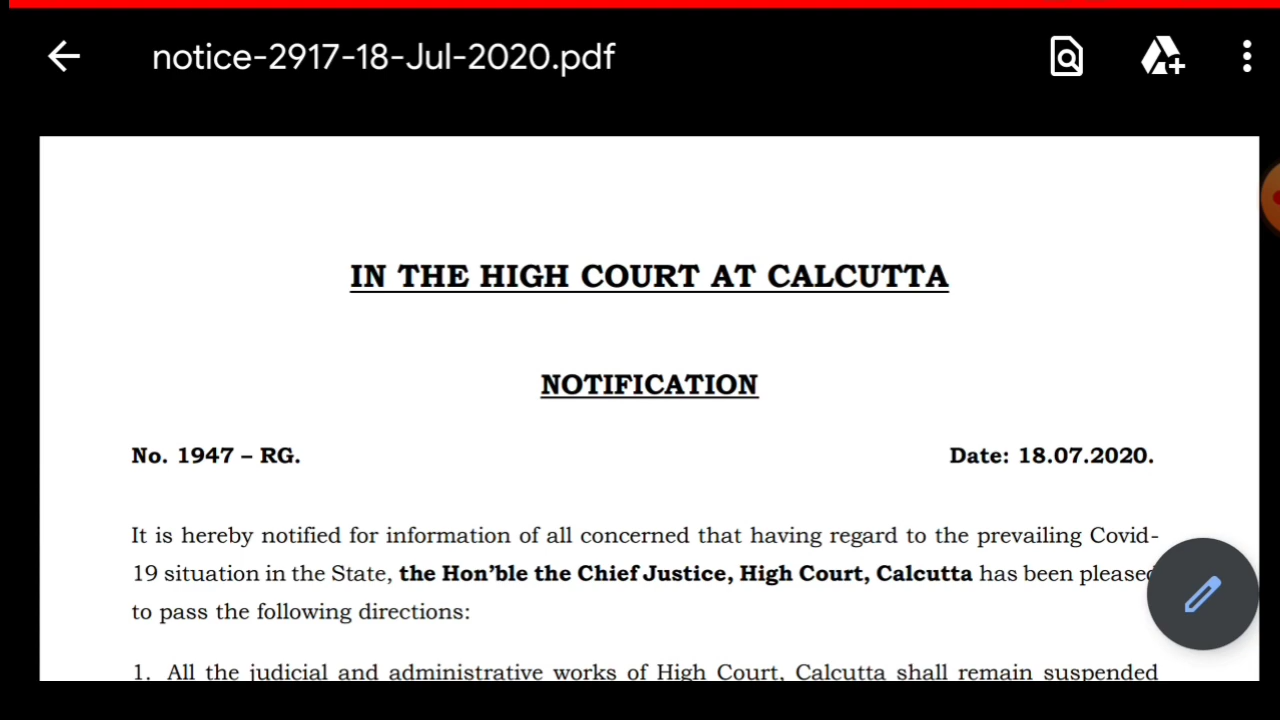 notice-2917-18-Jul-2020.pdf
IN THE HIGH COURT AT CALCUTTA
NOTIFICATION
No. 1947 – RG.
Date: 18.07.2020.
It is hereby notified for information of all concerned that having regard to the prevailing Covid-
19 situation in the State, the Hon’ble the Chief Justice, High Court, Calcutta has been pleased
to pass the following directions:
1. All the judicial and administrative works of High Court, Calcutta shall remain suspended